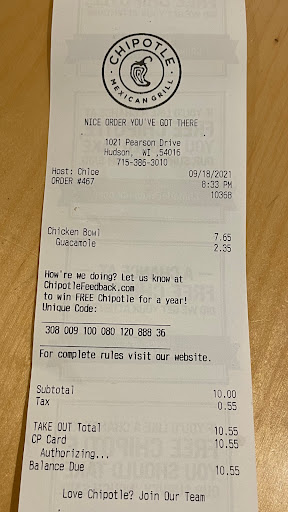 CHIPOTLE
MEXICAN GRILL
NICE ORDER YOU'VE GOT THERE
1021 Pearson Drive
Hudson, WI ,54016
715-386-3010
Host: Chloe 09/18/2021
ORDER #467 8:33 PM
10368
Chicken Bowl 7.65
Guacamole 2.35
How're we doing? Let us know at
ChipotleFeedback.com
to win FREE Chipotle for a year!
Unique Code:
308 009 100 080 120 888 36
For complete rules visit our website.
Subtotal 10.00
Tax 0.55
TAKE OUT Total 10.55
CP Card 10.55
Authorizing...
Balance Due 10.55
Love Chipotle? Join Our Team